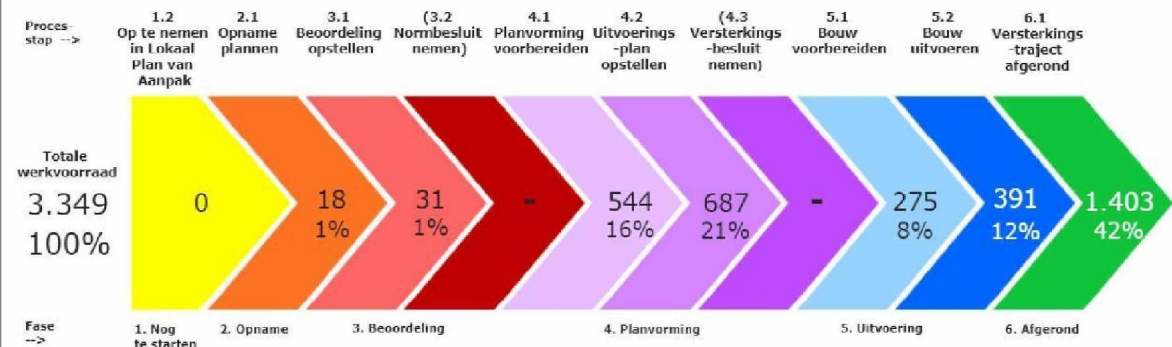 Proces-
stap -->
1.2
Op te nemen
in Lokaal
Plan van
Aanpak
2.1
Opname
plannen
3.1
Beoordeling
opstellen
(3.2
Normbesluit
nemen)
4.1
Planvorming
voorbereiden
4.2
Uitvoerings
-plan
opstellen
(4.3
Versterkings
-besluit
nemen)
5.1
Bouw
voorbereiden
5.2
Bouw
uitvoeren
6.1
Versterkings
-traject
afgerond
Totale
werkvoorraad
3.349
100%
0
18
1%
31
1%
-
544
16%
687
21%
-
275
8%
391
12%
1.403
42%
Fase
-->
1. Nog
te starten
2. Opname
3. Beoordeling
4. Planvorming
5. Uitvoering
6. Afgerond